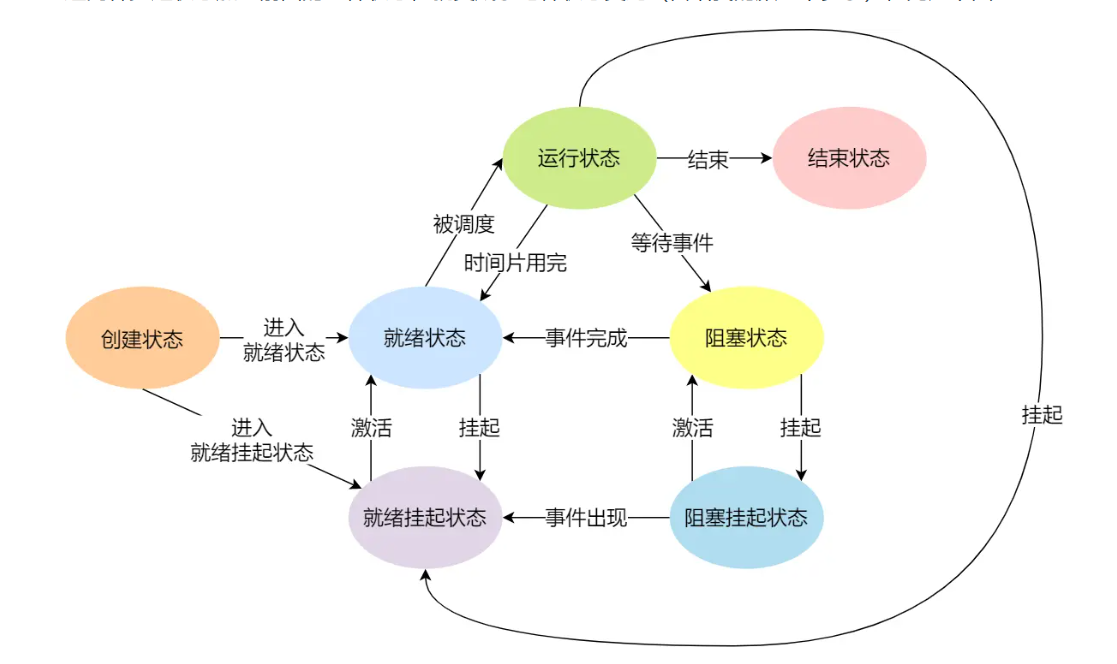 运行状态
结束
结束状态
被调度
等待事件
时间片用完
创建状态
进入
就绪状态
就绪状态
事件完成
阻塞状态
进入
就绪挂起状态
激活
挂起
激活
挂起
挂起
就绪挂起状态
事件出现
阻塞挂起状态